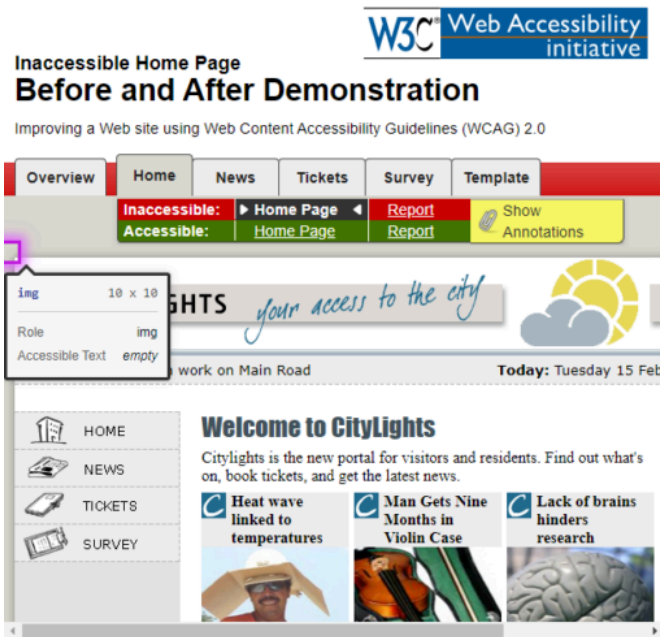 W3C® Web Accessibility
initiative
Inaccessible Home Page
Before and After Demonstration
Improving a Web site using Web Content Accessibility Guidelines (WCAG) 2.0
Overview Home News Tickets Survey Template
Inaccessible: Home Page Report
Accessible: Home Page Report
Show
Annotations
img 10 x 10
Role img
Accessible Text empty
GHTS your access to the city
work on Main Road Today: Tuesday 15 Feb
HOME
NEWS
TICKETS
SURVEY
Welcome to CityLights
Citylights is the new portal for visitors and residents. Find out what's
on, book tickets, and get the latest news.
Heat wave
linked to
temperatures
Man Gets Nine
Months in
Violin Case
Lack of brains
hinders
research